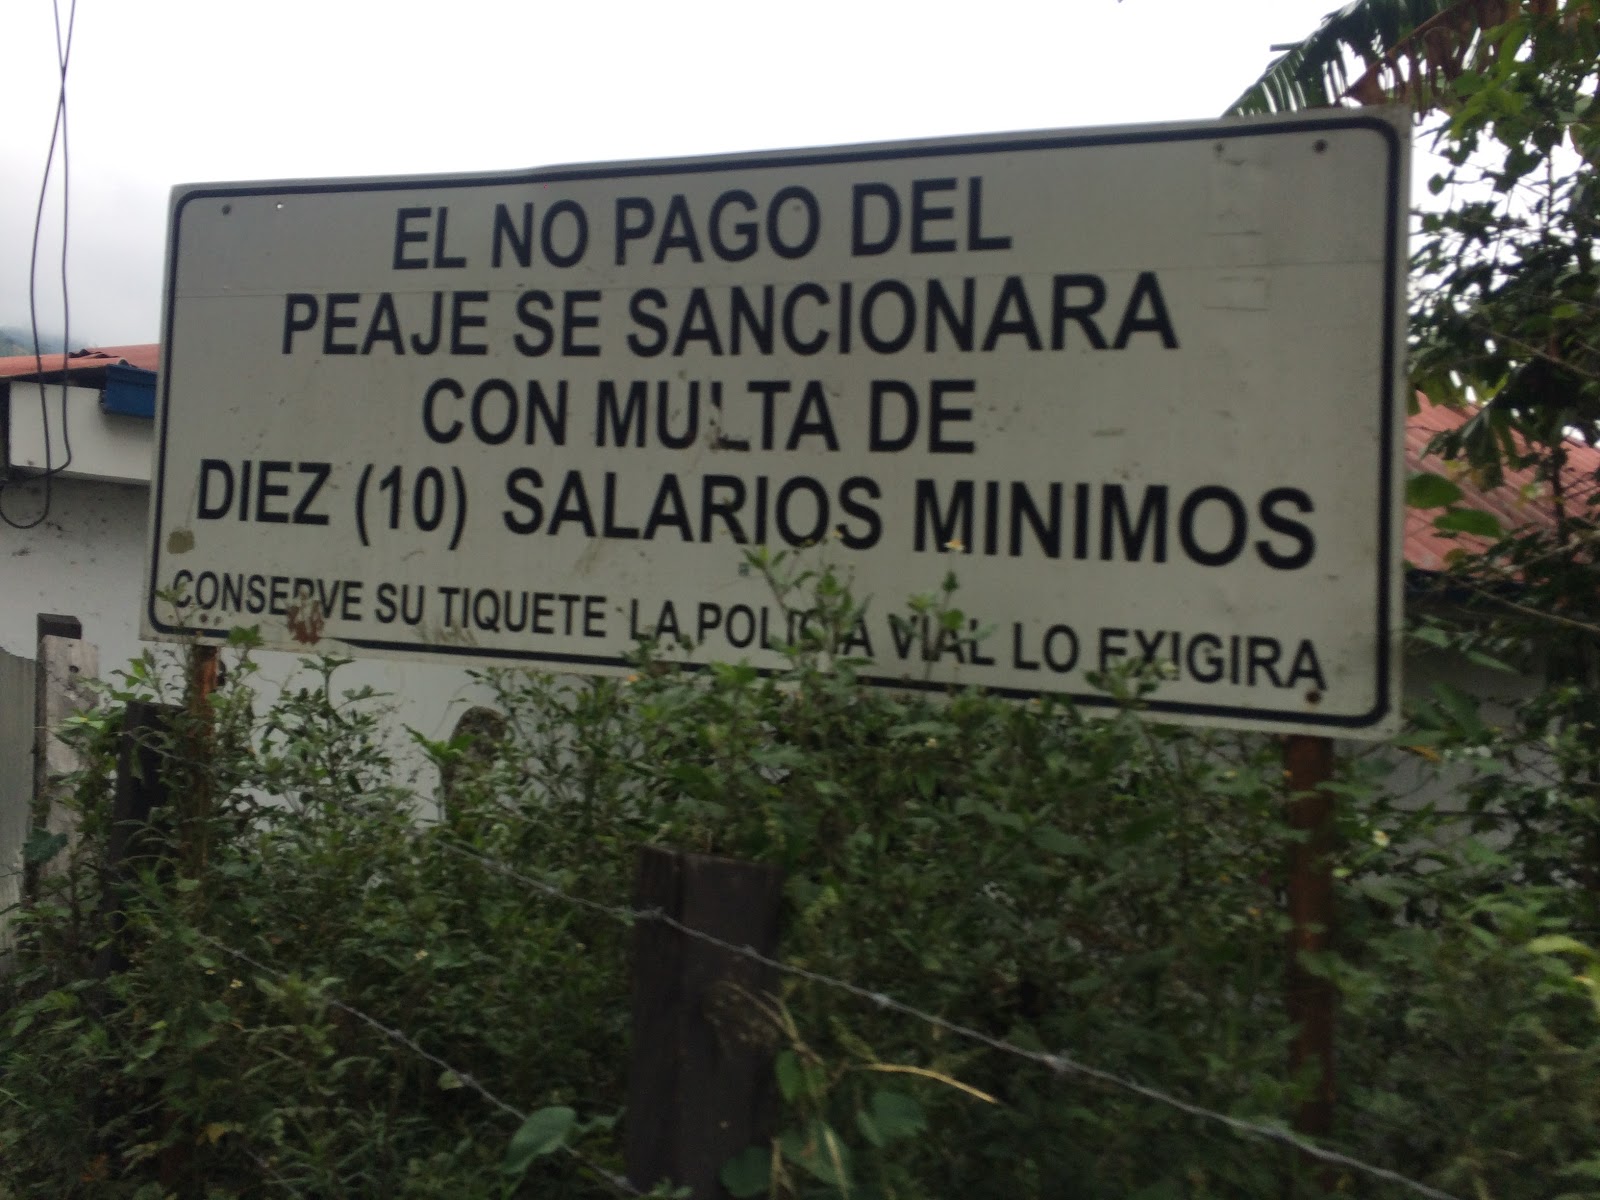 EL NO PAGO DEL
PEAJE SE SANCIONARA
CON MULTA DE
DIEZ (10) SALARIOS MINIMOS
CONSERVE SU TIQUETE LA POLICIA VIAL LO EXIGIRA